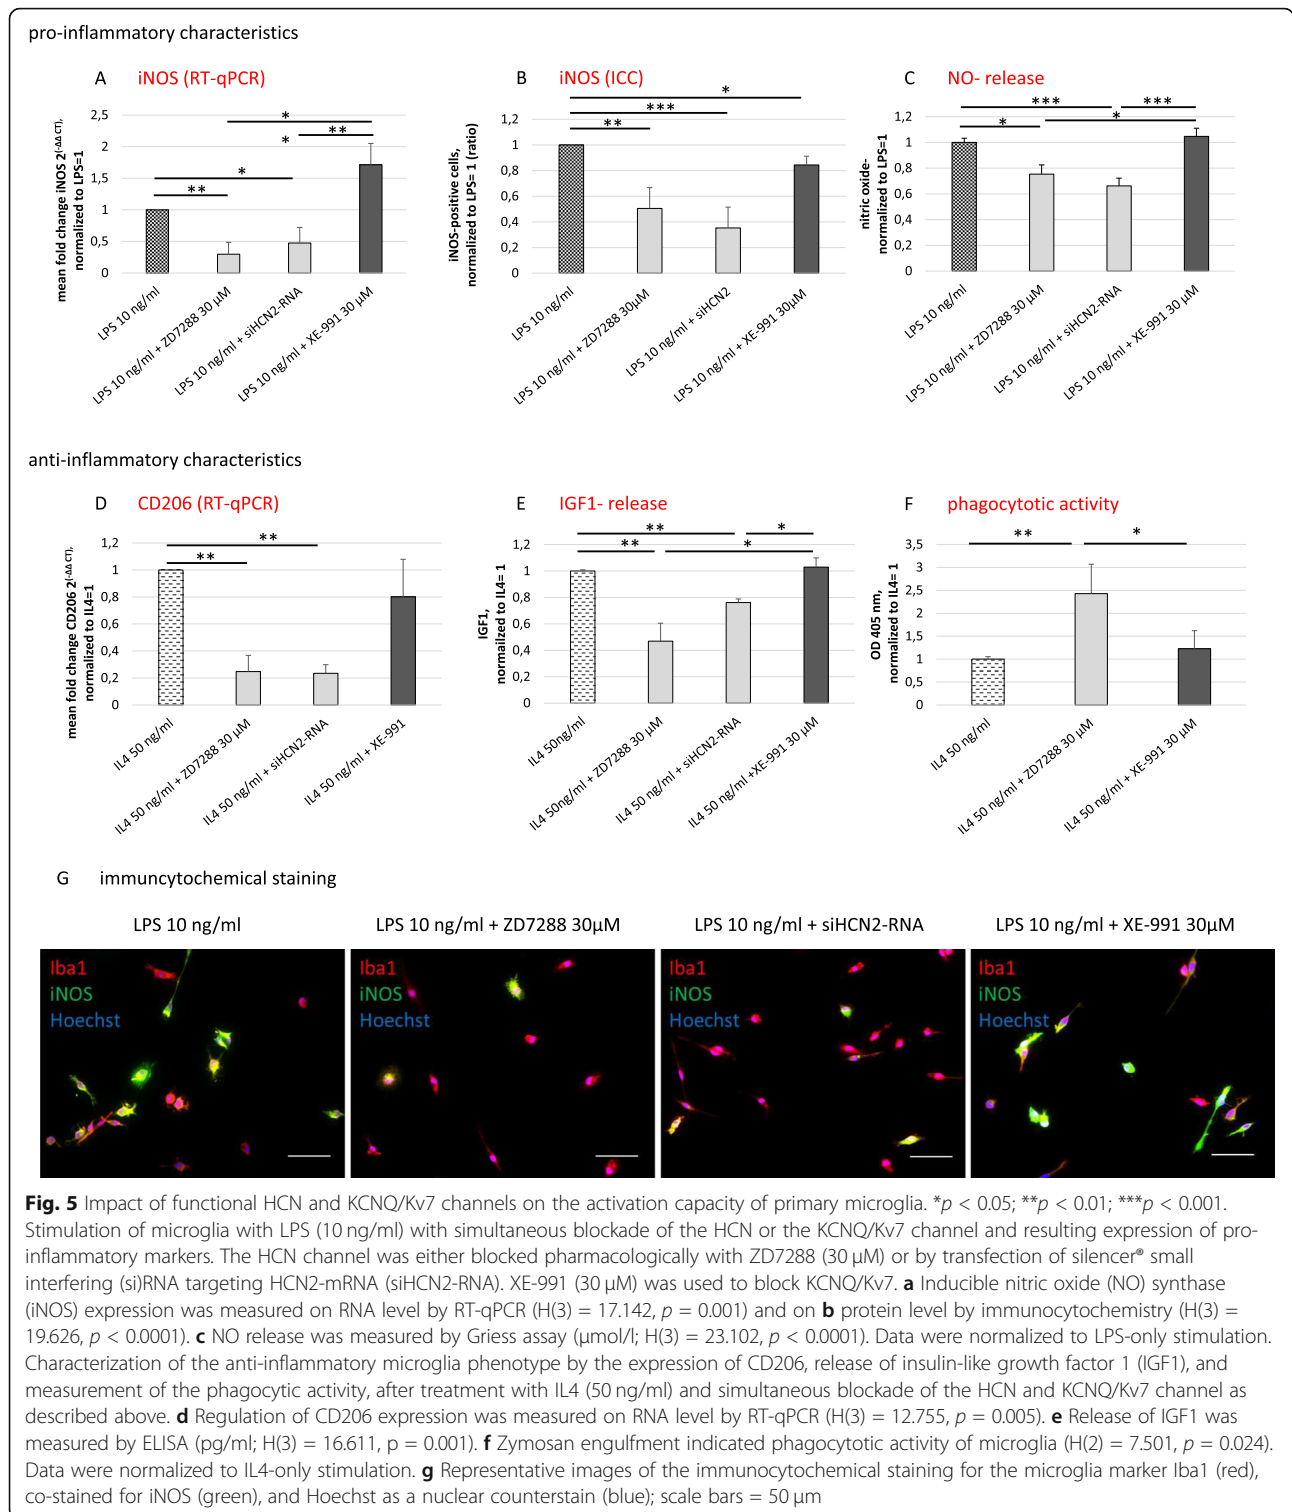 pro-inflammatory characteristics
A iNOS (RT-qPCR)
mean fold change iNOS 2(-ΔΔ CT),
normalized to LPS=1
2,5
2
1,5
1
0,5
0
*
**
*
*
**
LPS 10 ng/ml
LPS 10 ng/ml + ZD7288 30 µM
LPS 10 ng/ml + siHCN2-RNA
LPS 10 ng/ml + XE-991 30 µM
B iNOS (ICC)
iNOS-positive cells,
normalized to LPS= 1 (ratio)
1,2
1
0,8
0,6
0,4
0,2
0
*
***
**
LPS 10 ng/ml
LPS 10 ng/ml + ZD7288 30µM
LPS 10 ng/ml + siHCN2
LPS 10 ng/ml + XE-991 30µM
C NO- release
nitric oxide-
normalized to LPS=1
1,2
1
0,8
0,6
0,4
0,2
0
***
***
*
*
LPS 10 ng/ml
LPS 10 ng/ml + ZD7288 30 µM
LPS 10 ng/ml + siHCN2-RNA
LPS 10 ng/ml + XE-991 30 µM
anti-inflammatory characteristics
D CD206 (RT-qPCR)
mean fold change CD206 2(-ΔΔ CT),
normalized to IL4=1
1,2
1
0,8
0,6
0,4
0,2
0
**
**
IL4 50 ng/ml
IL4 50 ng/ml + ZD7288 30 µM
IL4 50 ng/ml + siHCN2-RNA
IL4 50 ng/ml + XE-991
E IGF1- release
IGF1,
normalized to IL4= 1
1,2
1
0,8
0,6
0,4
0,2
0
**
*
**
*
IL4 50ng/ml
IL4 50ng/ml + ZD7288 30 µM
IL4 50 ng/ml + siHCN2-RNA
IL4 50 ng/ml +XE-991 30 µM
F phagocytotic activity
OD 405 nm,
normalized to IL4= 1
3,5
3
2,5
2
1,5
1
0,5
0
**
*
IL4 50 ng/ml
IL4 50 ng/ml + ZD7288 30 µM
IL4 50 ng/ml + XE-991 30 µM
G immuncytochemical staining
LPS 10 ng/ml
LPS 10 ng/ml + ZD7288 30µM
LPS 10 ng/ml + siHCN2-RNA
LPS 10 ng/ml + XE-991 30µM
Iba1
iNOS
Hoechst
Iba1
iNOS
Hoechst
Iba1
iNOS
Hoechst
Iba1
iNOS
Hoechst
Fig. 5 Impact of functional HCN and KCNQ/Kv7 channels on the activation capacity of primary microglia. *p < 0.05; **p < 0.01; ***p < 0.001.
Stimulation of microglia with LPS (10 ng/ml) with simultaneous blockade of the HCN or the KCNQ/Kv7 channel and resulting expression of pro-
inflammatory markers. The HCN channel was either blocked pharmacologically with ZD7288 (30 µM) or by transfection of silencer® small
interfering (si)RNA targeting HCN2-mRNA (siHCN2-RNA). XE-991 (30 µM) was used to block KCNQ/Kv7. a Inducible nitric oxide (NO) synthase
(iNOS) expression was measured on RNA level by RT-qPCR (H(3) = 17.142, p = 0.001) and on b protein level by immunocytochemistry (H(3) =
19.626, p < 0.0001). c NO release was measured by Griess assay (µmol/l; H(3) = 23.102, p < 0.0001). Data were normalized to LPS-only stimulation.
Characterization of the anti-inflammatory microglia phenotype by the expression of CD206, release of insulin-like growth factor 1 (IGF1), and
measurement of the phagocytic activity, after treatment with IL4 (50 ng/ml) and simultaneous blockade of the HCN and KCNQ/Kv7 channel as
described above. d Regulation of CD206 expression was measured on RNA level by RT-qPCR (H(3) = 12.755, p = 0.005). e Release of IGF1 was
measured by ELISA (pg/ml; H(3) = 16.611, p = 0.001). f Zymosan engulfment indicated phagocytotic activity of microglia (H(2) = 7.501, p = 0.024).
Data were normalized to IL4-only stimulation. g Representative images of the immunocytochemical staining for the microglia marker Iba1 (red),
co-stained for iNOS (green), and Hoechst as a nuclear counterstain (blue); scale bars = 50 µm